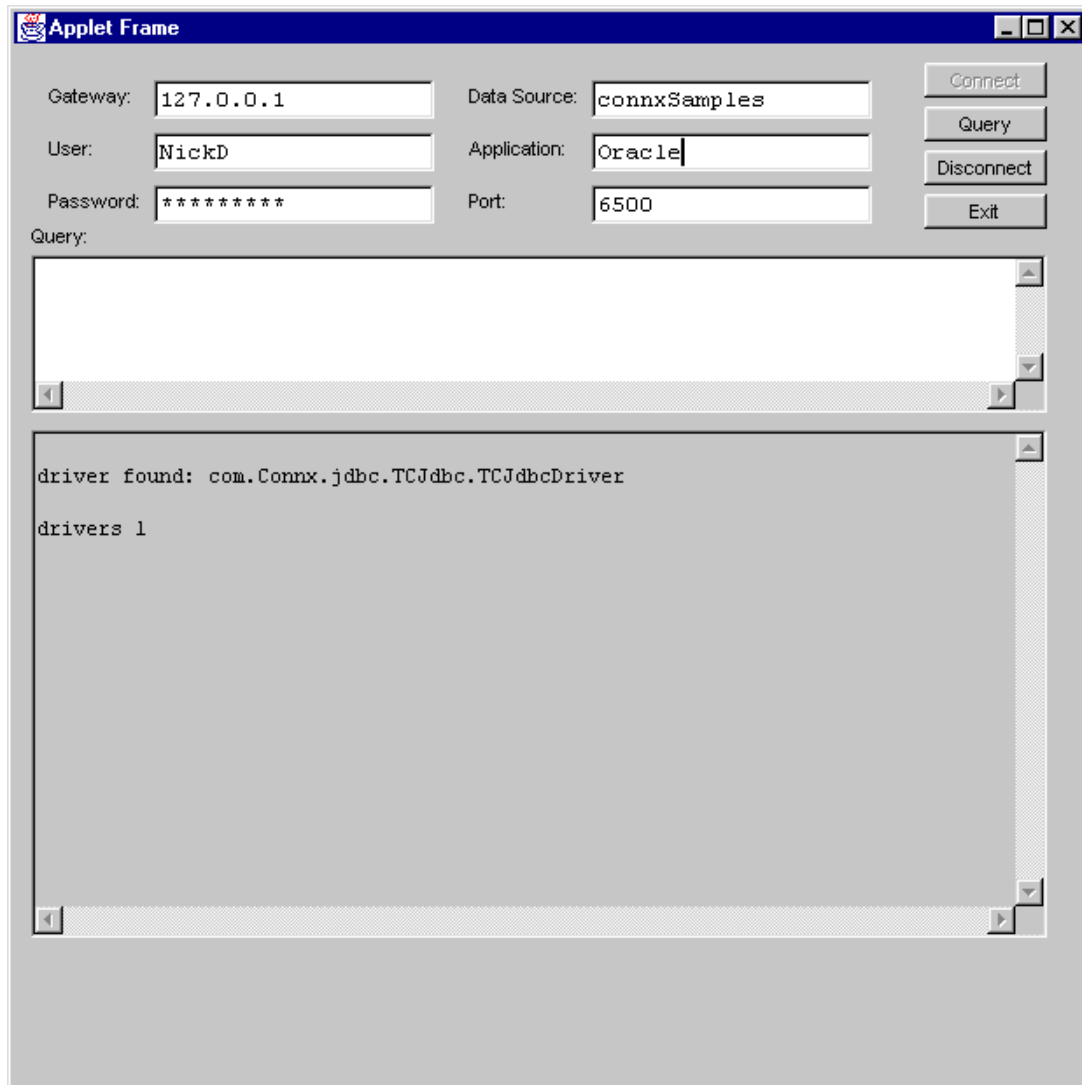 Applet Frame
Gateway: 127.0.0.1 Data Source: connxSamples Connect
User: NickD Application: Oracle Query
Password: ********* Port: 6500 Disconnect
Exit
Query:
driver found: com.Connx.jdbc.TCJdbc.TCJdbcDriver
drivers 1